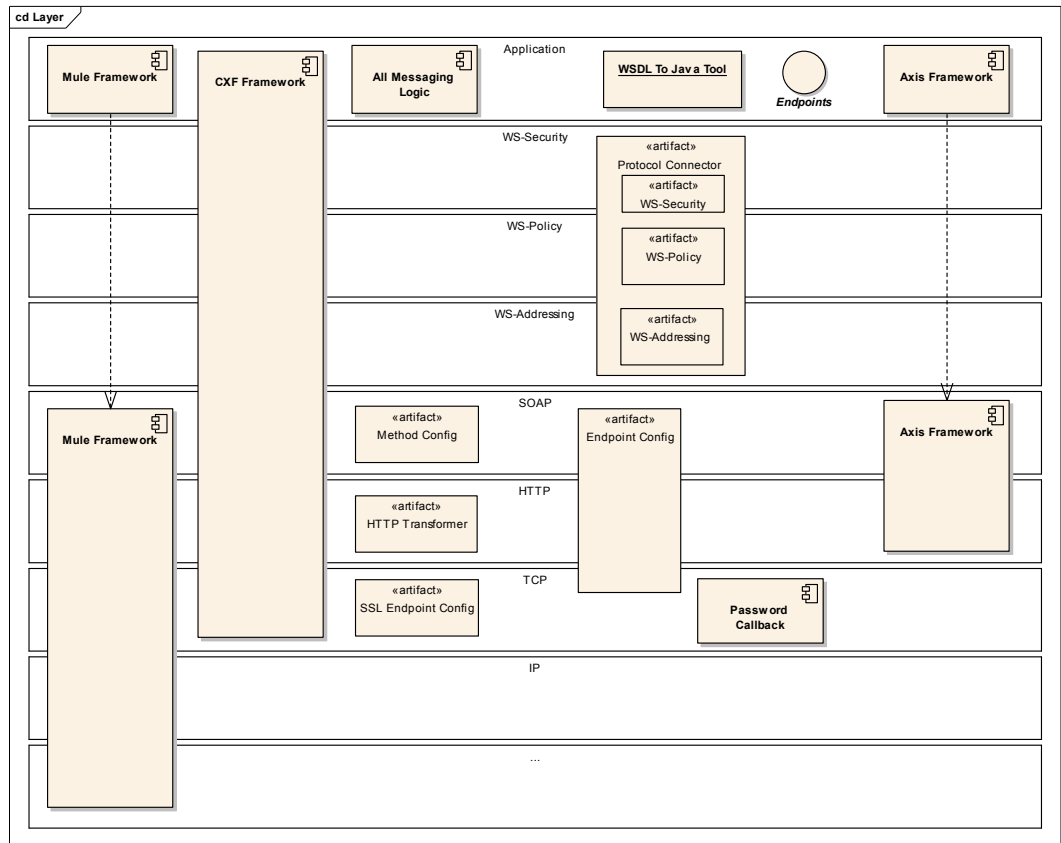 cd Layer
Application
Mule Framework
CXF Framework
All Messaging
Logic
WSDL To Java Tool
Endpoints
Axis Framework
WS-Security
«artifact»
Protocol Connector
«artifact»
WS-Security
WS-Policy
«artifact»
WS-Policy
WS-Addressing
«artifact»
WS-Addressing
SOAP
Mule Framework
«artifact»
Method Config
«artifact»
Endpoint Config
Axis Framework
HTTP
«artifact»
HTTP Transformer
TCP
«artifact»
SSL Endpoint Config
Password
Callback
IP
...